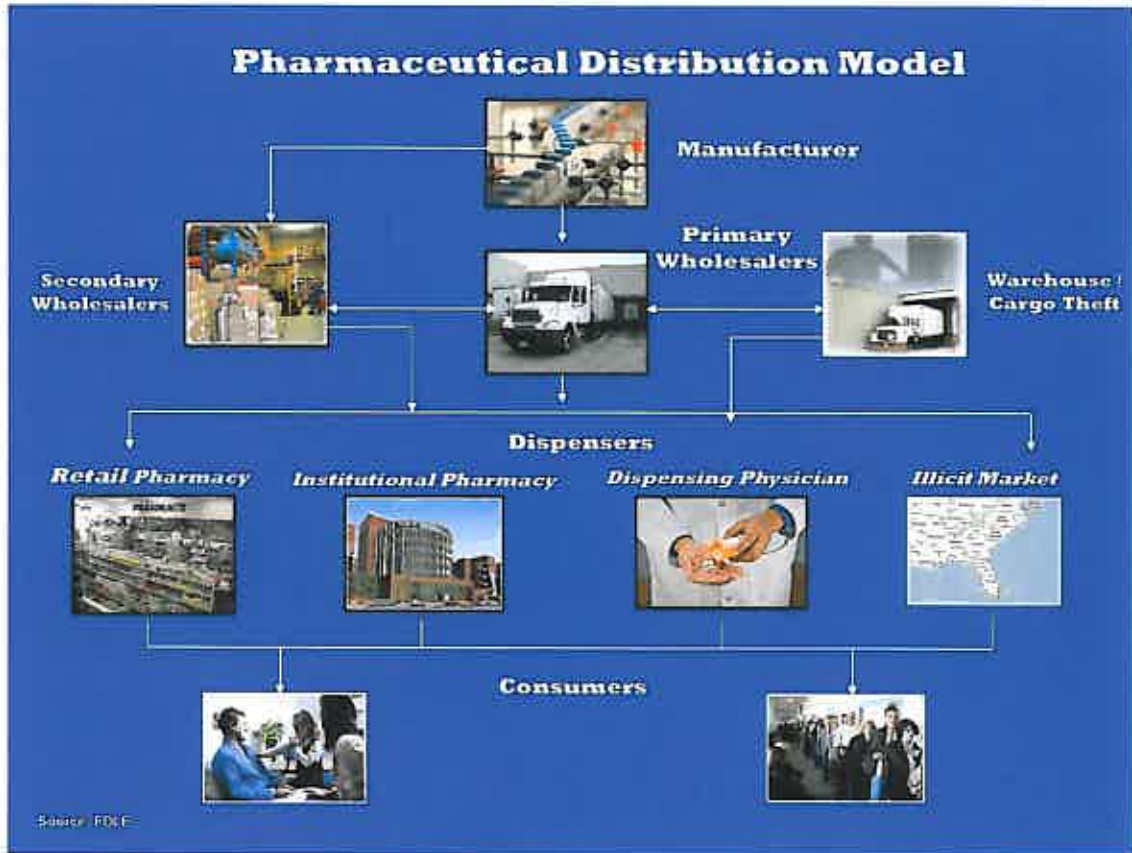 Pharmaceutical Distribution Model
Manufacturer
Primary
Wholesalers
Secondary
Wholesalers
Warehouse /
Cargo Theft
Dispensers
Retail Pharmacy
Institutional Pharmacy
Dispensing Physician
Illicit Market
PHARMACY
Consumers
Source: FDLE